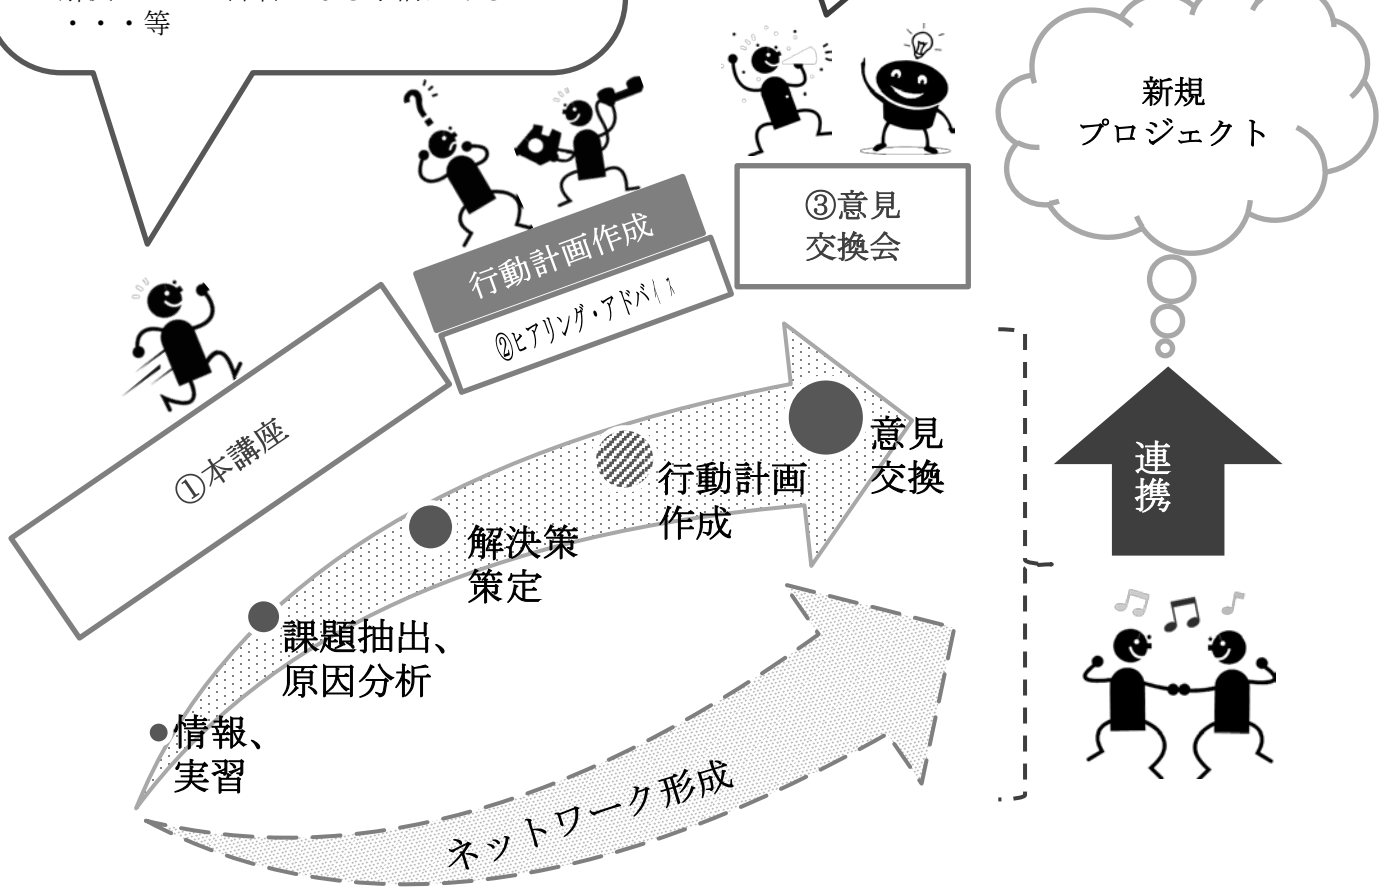 ・・・等
新規
プロジェクト
③意見
交換会
行動計画作成
②ヒアリング・アドバイス
①本講座
意見
交換
連
携
行動計画
作成
解決策
策定
課題抽出、
原因分析
情報、
実習
ネットワーク形成